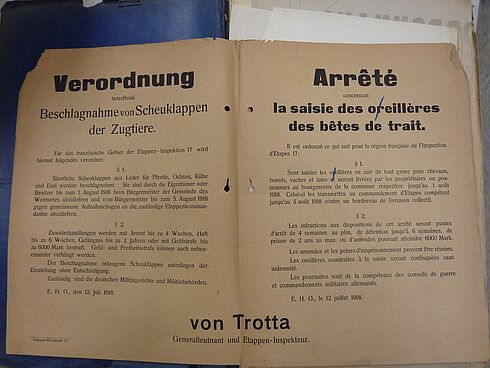 Verordnung
betreffend
Beschlagnahme von Scheuklappen
der Zugtiere.
Für das französische Gebiet der Etappen-Inspektion 17 wird
hiermit folgendes verordnet:
§ 1.
Sämtliche Scheuklappen aus Leder für Pferde, Ochsen, Kühe
und Esel werden beschlagnahmt. Sie sind durch die Eigentümer oder
Besitzer bis zum 1. August 1918 beim Bürgermeister der Gemeinde des
Wohnortes abzuliefern und vom Bürgermeister bis zum 5. August 1918
gegen gemeinsame Aufnahmebogen an die zuständige Etappenkomman-
dantur abzuliefern.
§ 2.
Zuwiderhandlungen werden mit Arrest bis zu 4 Wochen, Haft
bis zu 6 Wochen, Gefängnis bis zu 2 Jahren oder mit Geldstrafe bis
zu 6000 Mark bestraft. Geld- und Freiheitsstrafe können auch neben-
einander verhängt werden.
Der Beschlagnahme entzogene Scheuklappen unterliegen der
Einziehung ohne Entschädigung.
Zuständig sind die deutschen Militärgerichte und Militärbehörden.
E. H. O., den 12. Juli 1918.
Arrêté
concernant
la saisie des oreillères
des bêtes de trait.
Il est ordonné ce qui suit pour la région française de l'Inspection
d'Etapes 17:
§ 1.
Sont saisies les oreillères en cuir de tout genre pour chevaux,
boeufs, vaches et ânes et seront livrées par les propriétaires ou pos-
sesseurs au bourgmestre de la commune respective jusqu'au 1 août
1918. Celui-ci les transmettra au commandement d'Etapes compétent
jusqu'au 5 août 1918 contre un bordereau de livraison collectif.
§ 2.
Les infractions aux dispositions de cet arrêté seront punies
d'arrêt de 4 semaines au plus, de détention jusqu'à 6 semaines, de
prison de 2 ans au max. ou d'amendes pouvant atteindre 6000 Mark.
Les amendes et les peines d'emprisonnement peuvent être réunies.
Les oreillères soustraites à la saisie seront confisquées sans
indemnité.
Les poursuites sont de la compétence des conseils de guerre
et commandements militaires allemands.
E. H. O., le 12 juillet 1918.
von Trotta
Generalleutnant und Etappen-Inspekteur.
Etappen-Druckerei 17.